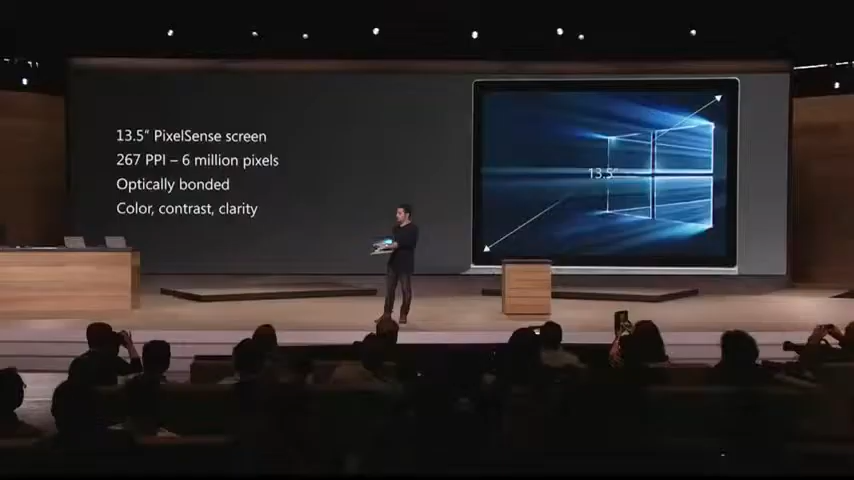 13.5" PixelSense screen
267 PPI – 6 million pixels
Optically bonded
Color, contrast, clarity
13.5"